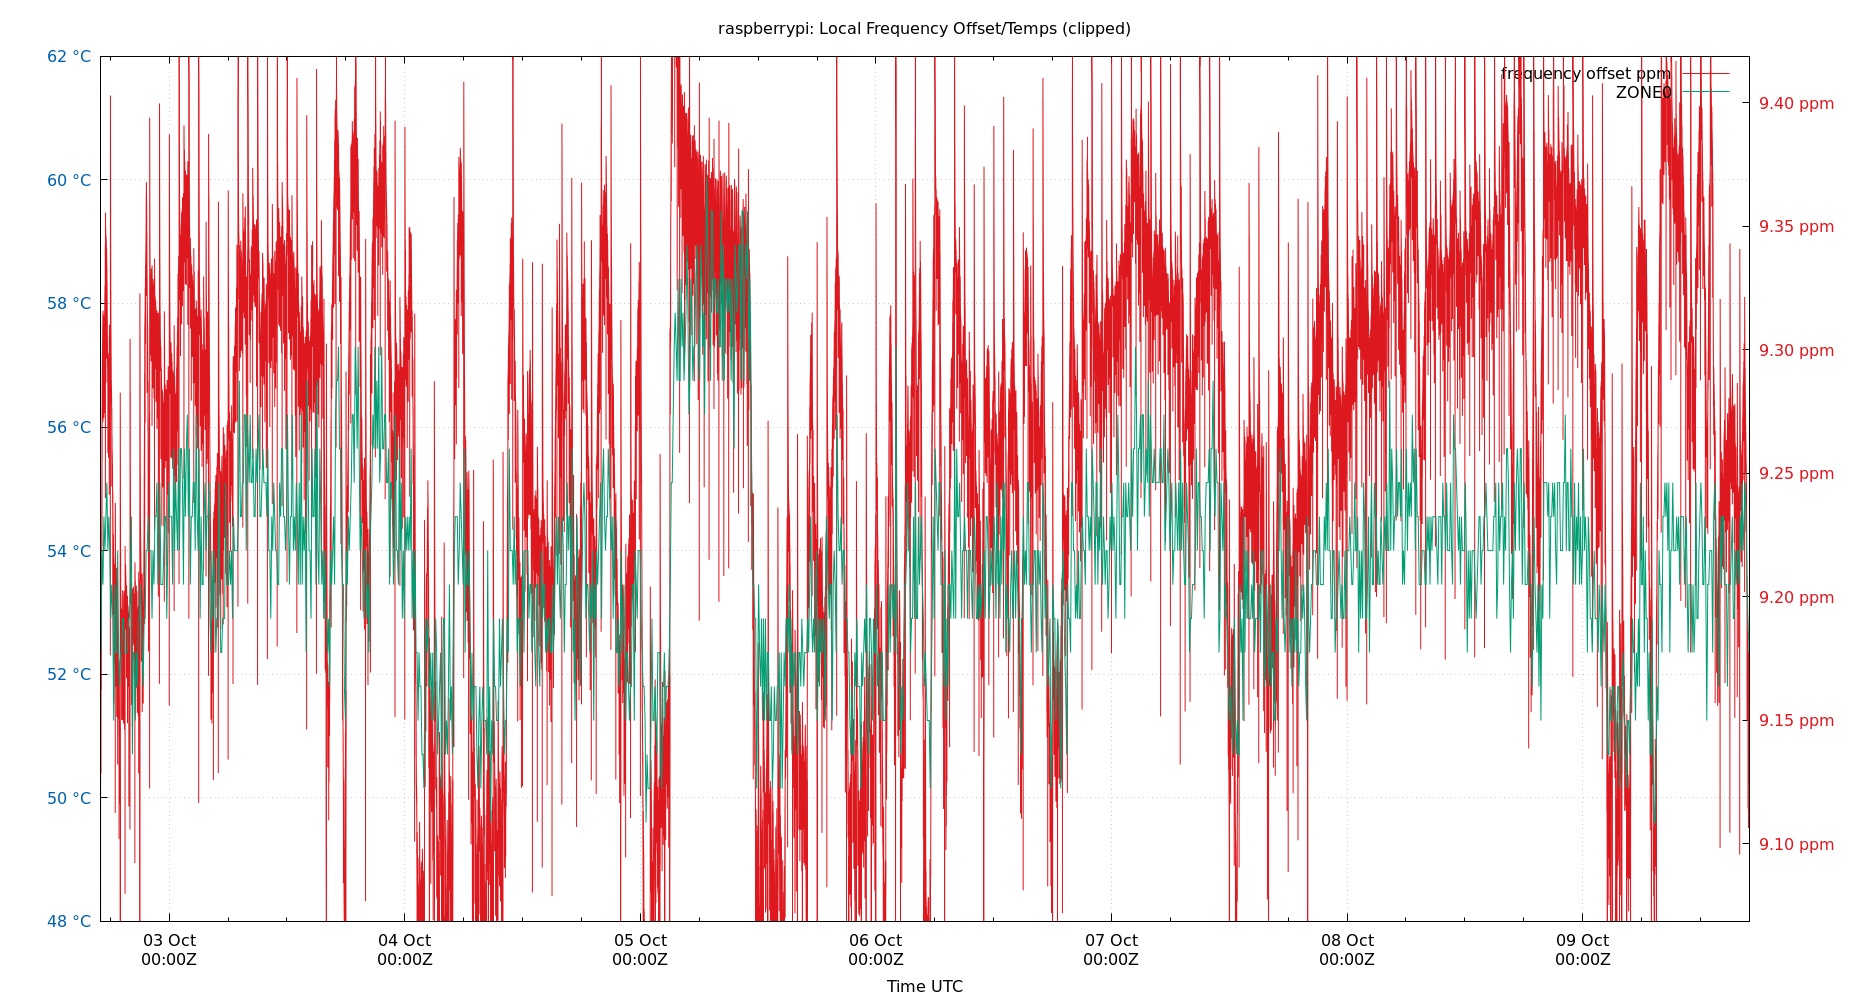 raspberrypi: Local Frequency Offset/Temps (clipped)
frequency offset ppm
ZONE0
62 °C
60 °C
58 °C
56 °C
54 °C
52 °C
50 °C
48 °C
9.40 ppm
9.35 ppm
9.30 ppm
9.25 ppm
9.20 ppm
9.15 ppm
9.10 ppm
03 Oct
00:00Z
04 Oct
00:00Z
05 Oct
00:00Z
06 Oct
00:00Z
07 Oct
00:00Z
08 Oct
00:00Z
09 Oct
00:00Z
Time UTC